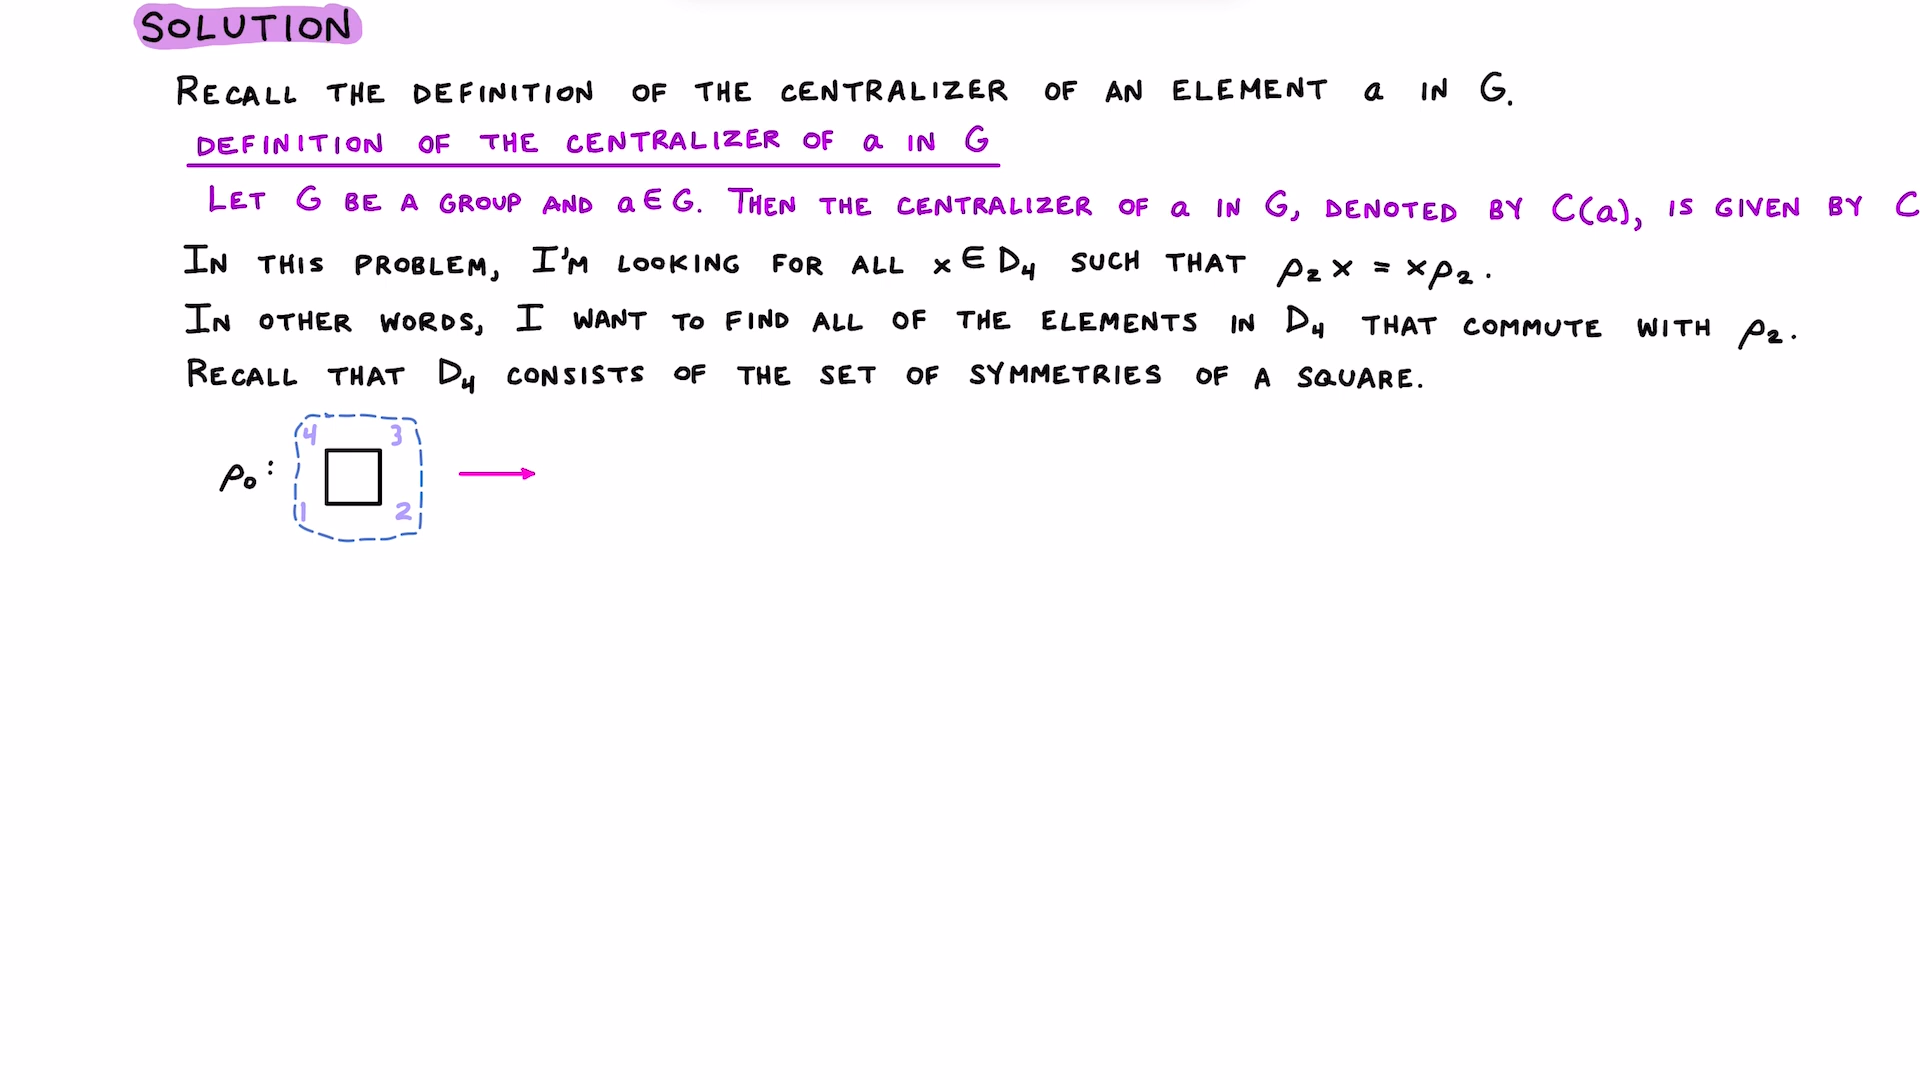 SOLUTION
RECALL THE DEFINITION OF THE CENTRALIZER OF AN ELEMENT a IN G.
DEFINITION OF THE CENTRALIZER OF a IN G
LET G BE A GROUP AND a ∈ G. THEN THE CENTRALIZER OF a IN G, DENOTED BY C(a), IS GIVEN BY C
IN THIS PROBLEM, I'M LOOKING FOR ALL x ∈ D₄ SUCH THAT ρ₂x = xρ₂.
IN OTHER WORDS, I WANT TO FIND ALL OF THE ELEMENTS IN D₄ THAT COMMUTE WITH ρ₂.
RECALL THAT D₄ CONSISTS OF THE SET OF SYMMETRIES OF A SQUARE.
4 3
ρ₀:
1 2